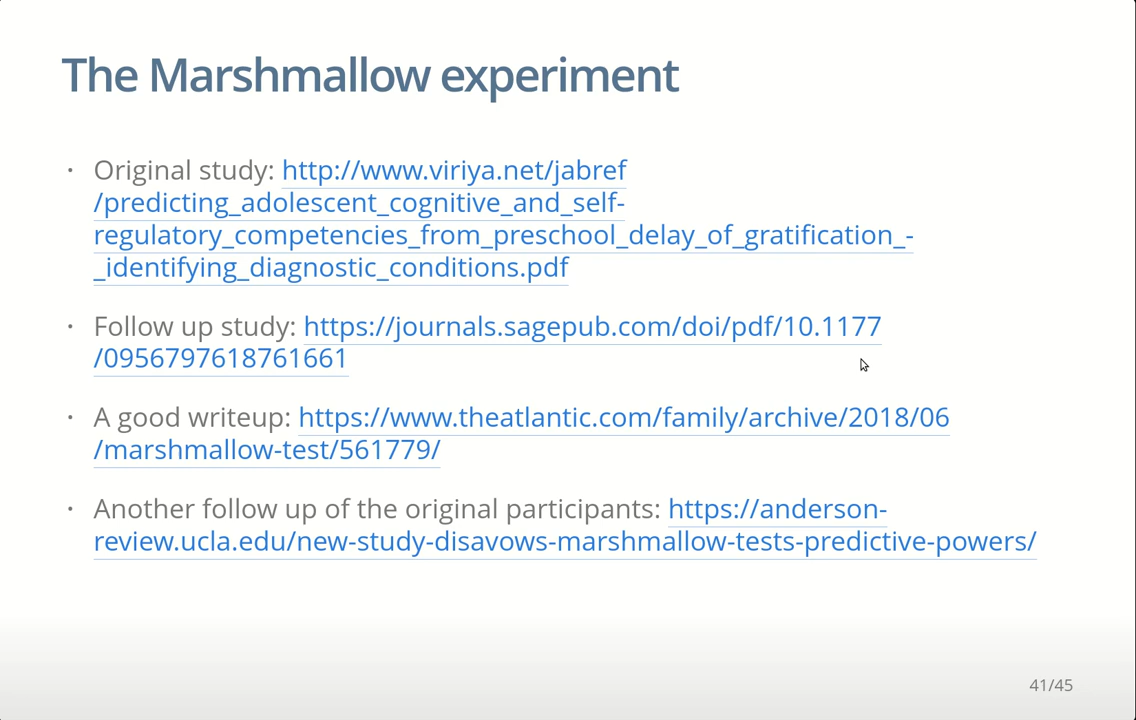 The Marshmallow experiment
• Original study: http://www.viriya.net/jabref
/predicting_adolescent_cognitive_and_self-
regulatory_competencies_from_preschool_delay_of_gratification_-
_identifying_diagnostic_conditions.pdf
• Follow up study: https://journals.sagepub.com/doi/pdf/10.1177
/0956797618761661
• A good writeup: https://www.theatlantic.com/family/archive/2018/06
/marshmallow-test/561779/
• Another follow up of the original participants: https://anderson-
review.ucla.edu/new-study-disavows-marshmallow-tests-predictive-powers/
41/45